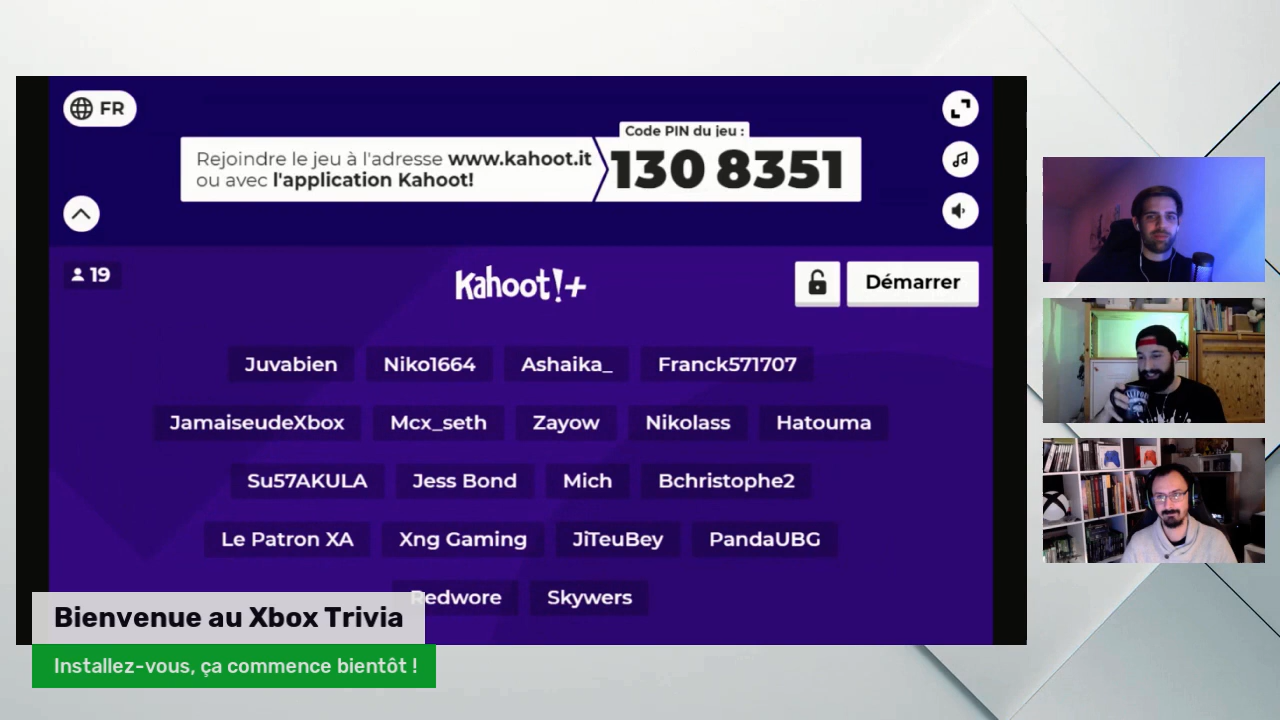 FR
Code PIN du jeu :
Rejoindre le jeu à l'adresse www.kahoot.it
ou avec l'application Kahoot!
130 8351
19
Kahoot!+
Démarrer
Juvabien Niko1664 Ashaika_ Franck571707
JamaiseudeXbox Mcx_seth Zayow Nikolass Hatouma
Su57AKULA Jess Bond Mich Bchristophe2
Le Patron XA Xng Gaming JiTeuBey PandaUBG
Redwore Skywers
Bienvenue au Xbox Trivia
Installez-vous, ça commence bientôt !